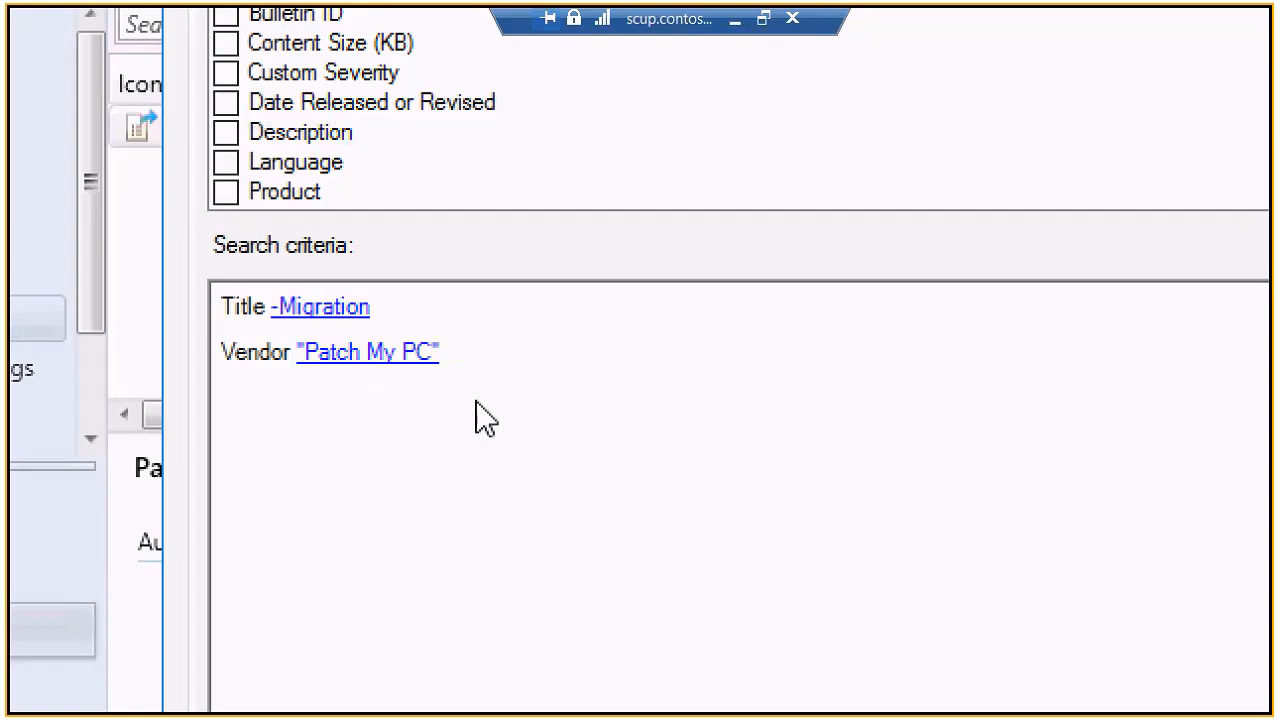 Bulletin ID
scup.contos...
Sea
Content Size (KB)
Icon
Custom Severity
Date Released or Revised
Description
Language
Product
Search criteria:
Title -Migration
Vendor "Patch My PC"
gs
Pa
Au